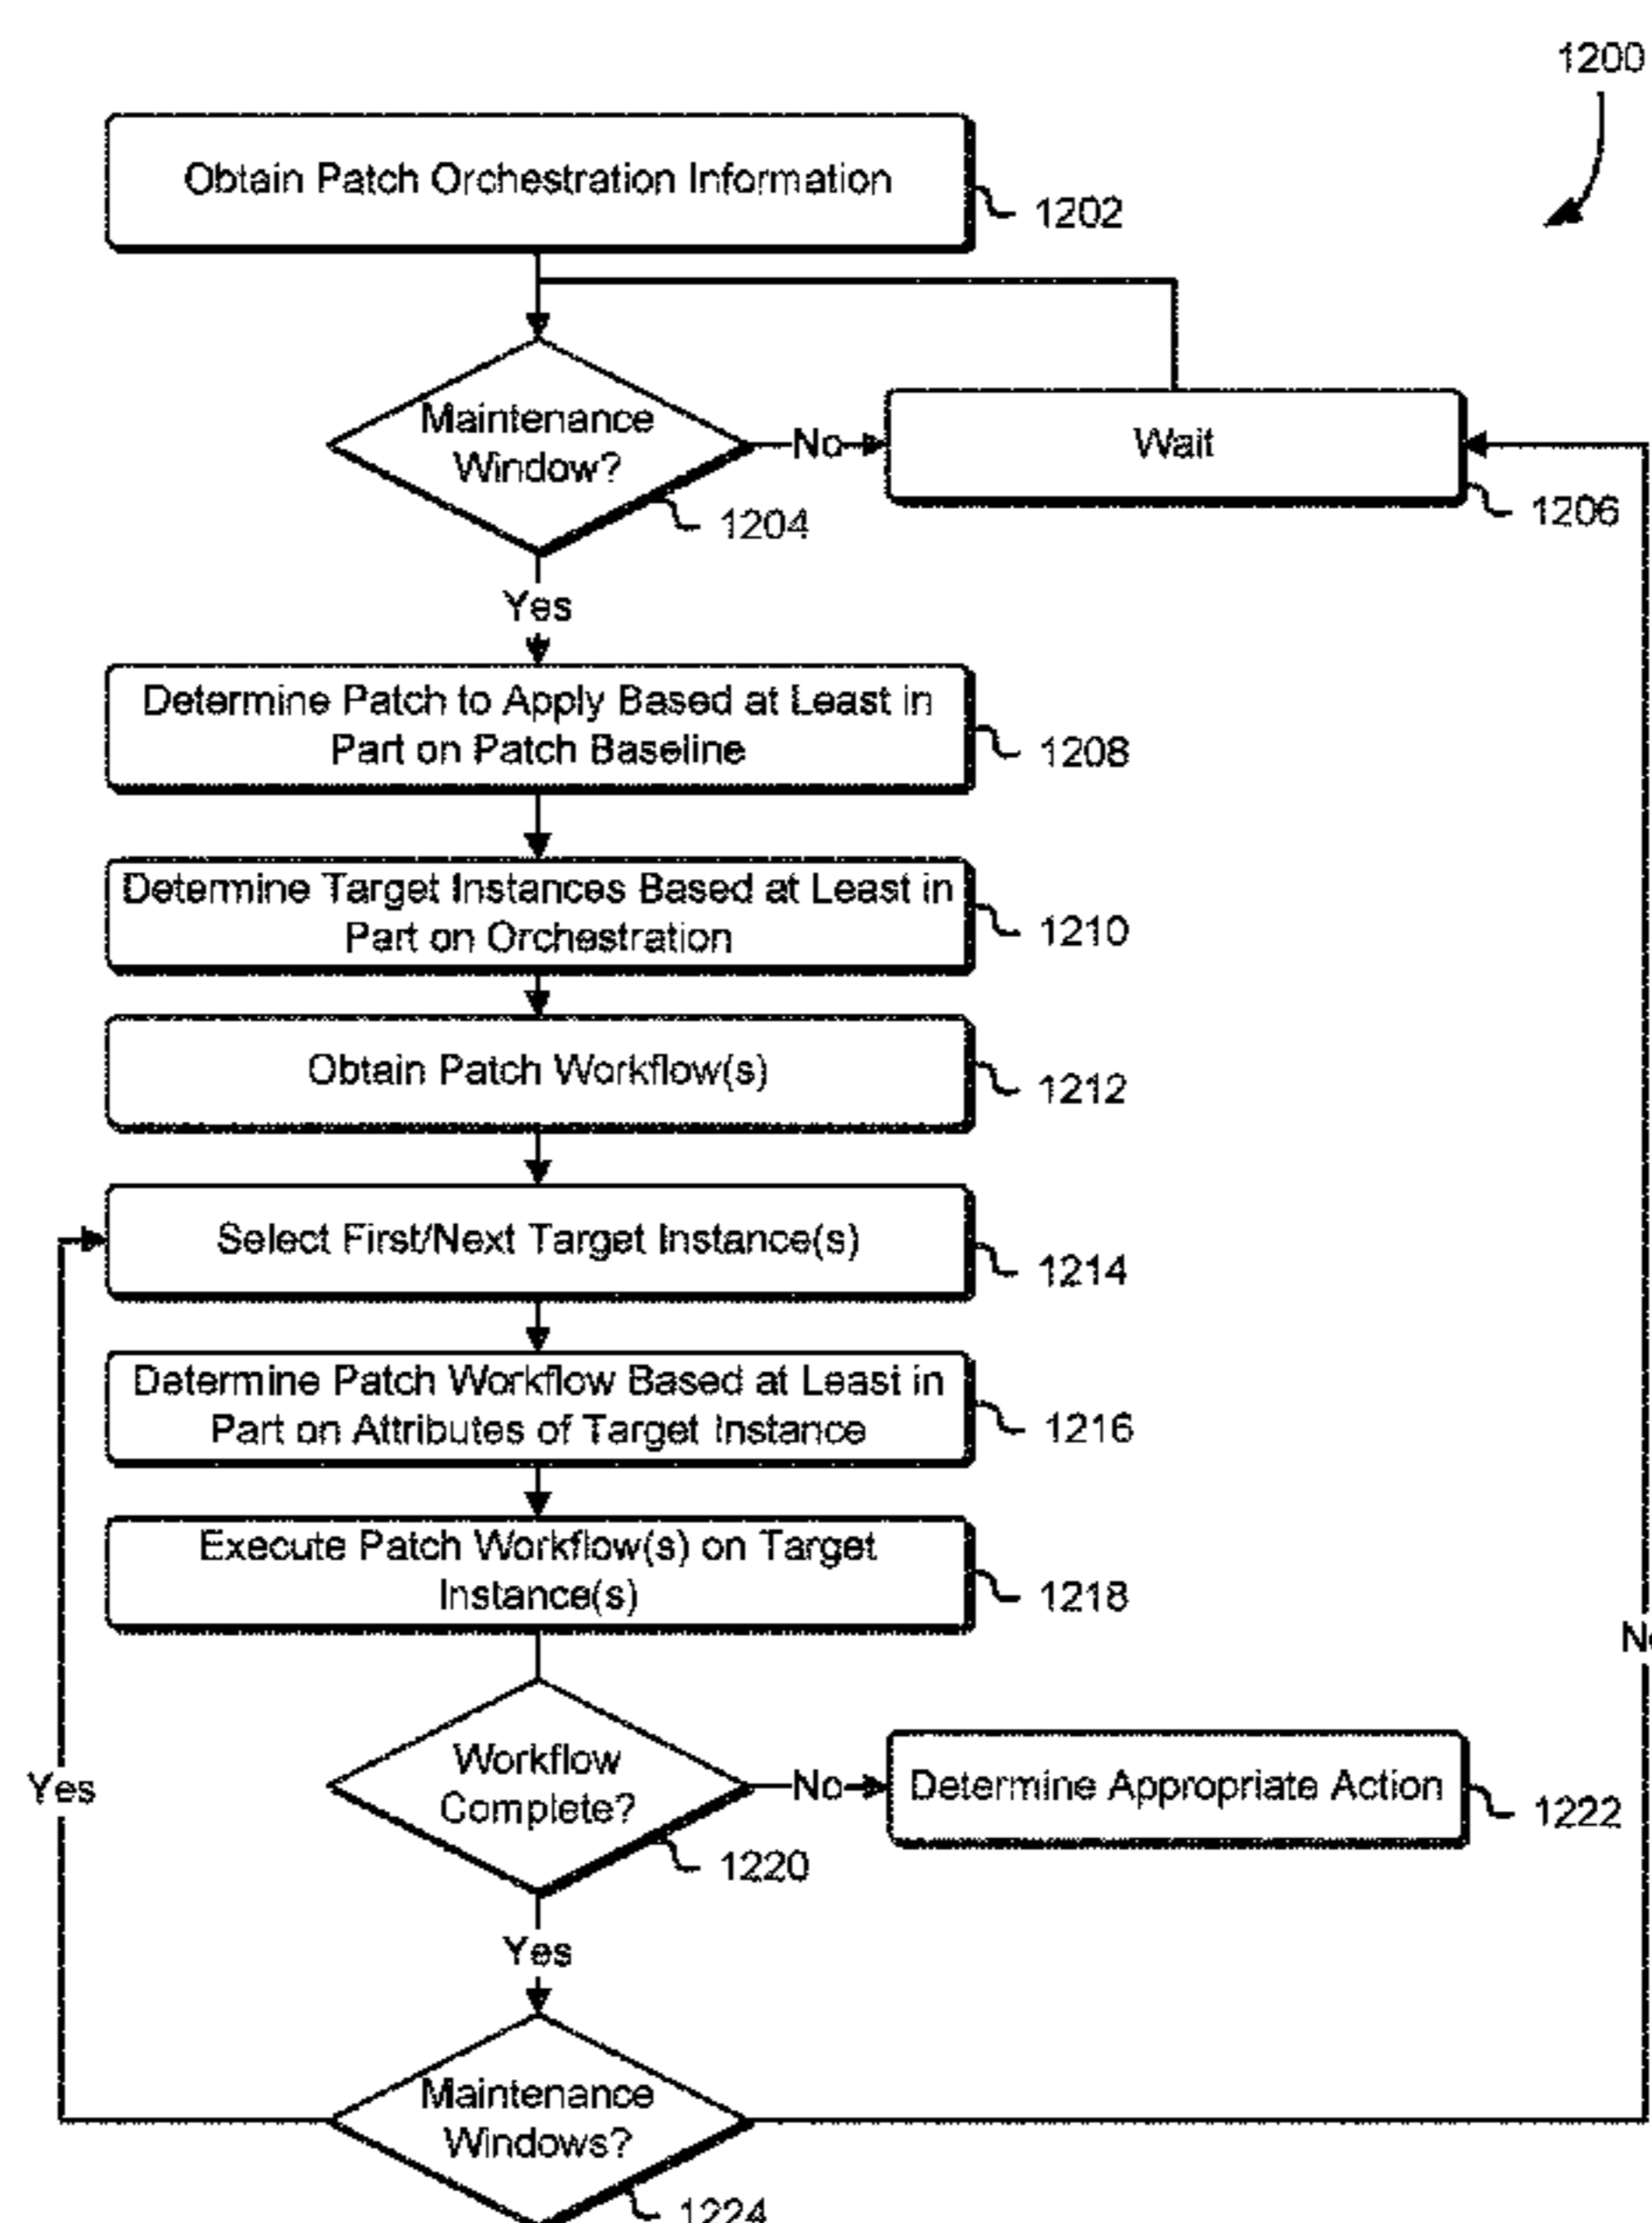 1200
Obtain Patch Orchestration Information
1202
Maintenance
Window?
1204
No
Wait
1206
Yes
Determine Patch to Apply Based at Least in
Part on Patch Baseline
1208
Determine Target Instances Based at Least in
Part on Orchestration
1210
Obtain Patch Workflow(s)
1212
Select First/Next Target Instance(s)
1214
Determine Patch Workflow Based at Least in
Part on Attributes of Target Instance
1216
Execute Patch Workflow(s) on Target
Instance(s)
1218
Workflow
Complete?
1220
No
Determine Appropriate Action
1222
Yes
Yes
Maintenance
Windows?
1224